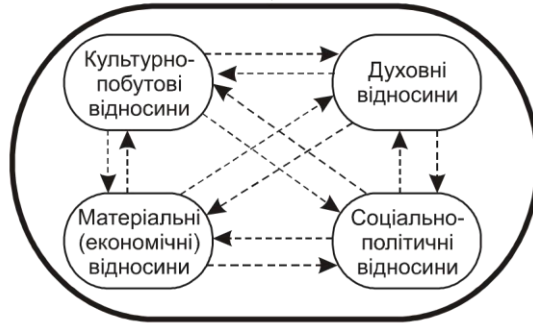 Культурно-
побутові
відносини
Духовні
відносини
Матеріальні
(економічні)
відносини
Соціально-
політичні
відносини